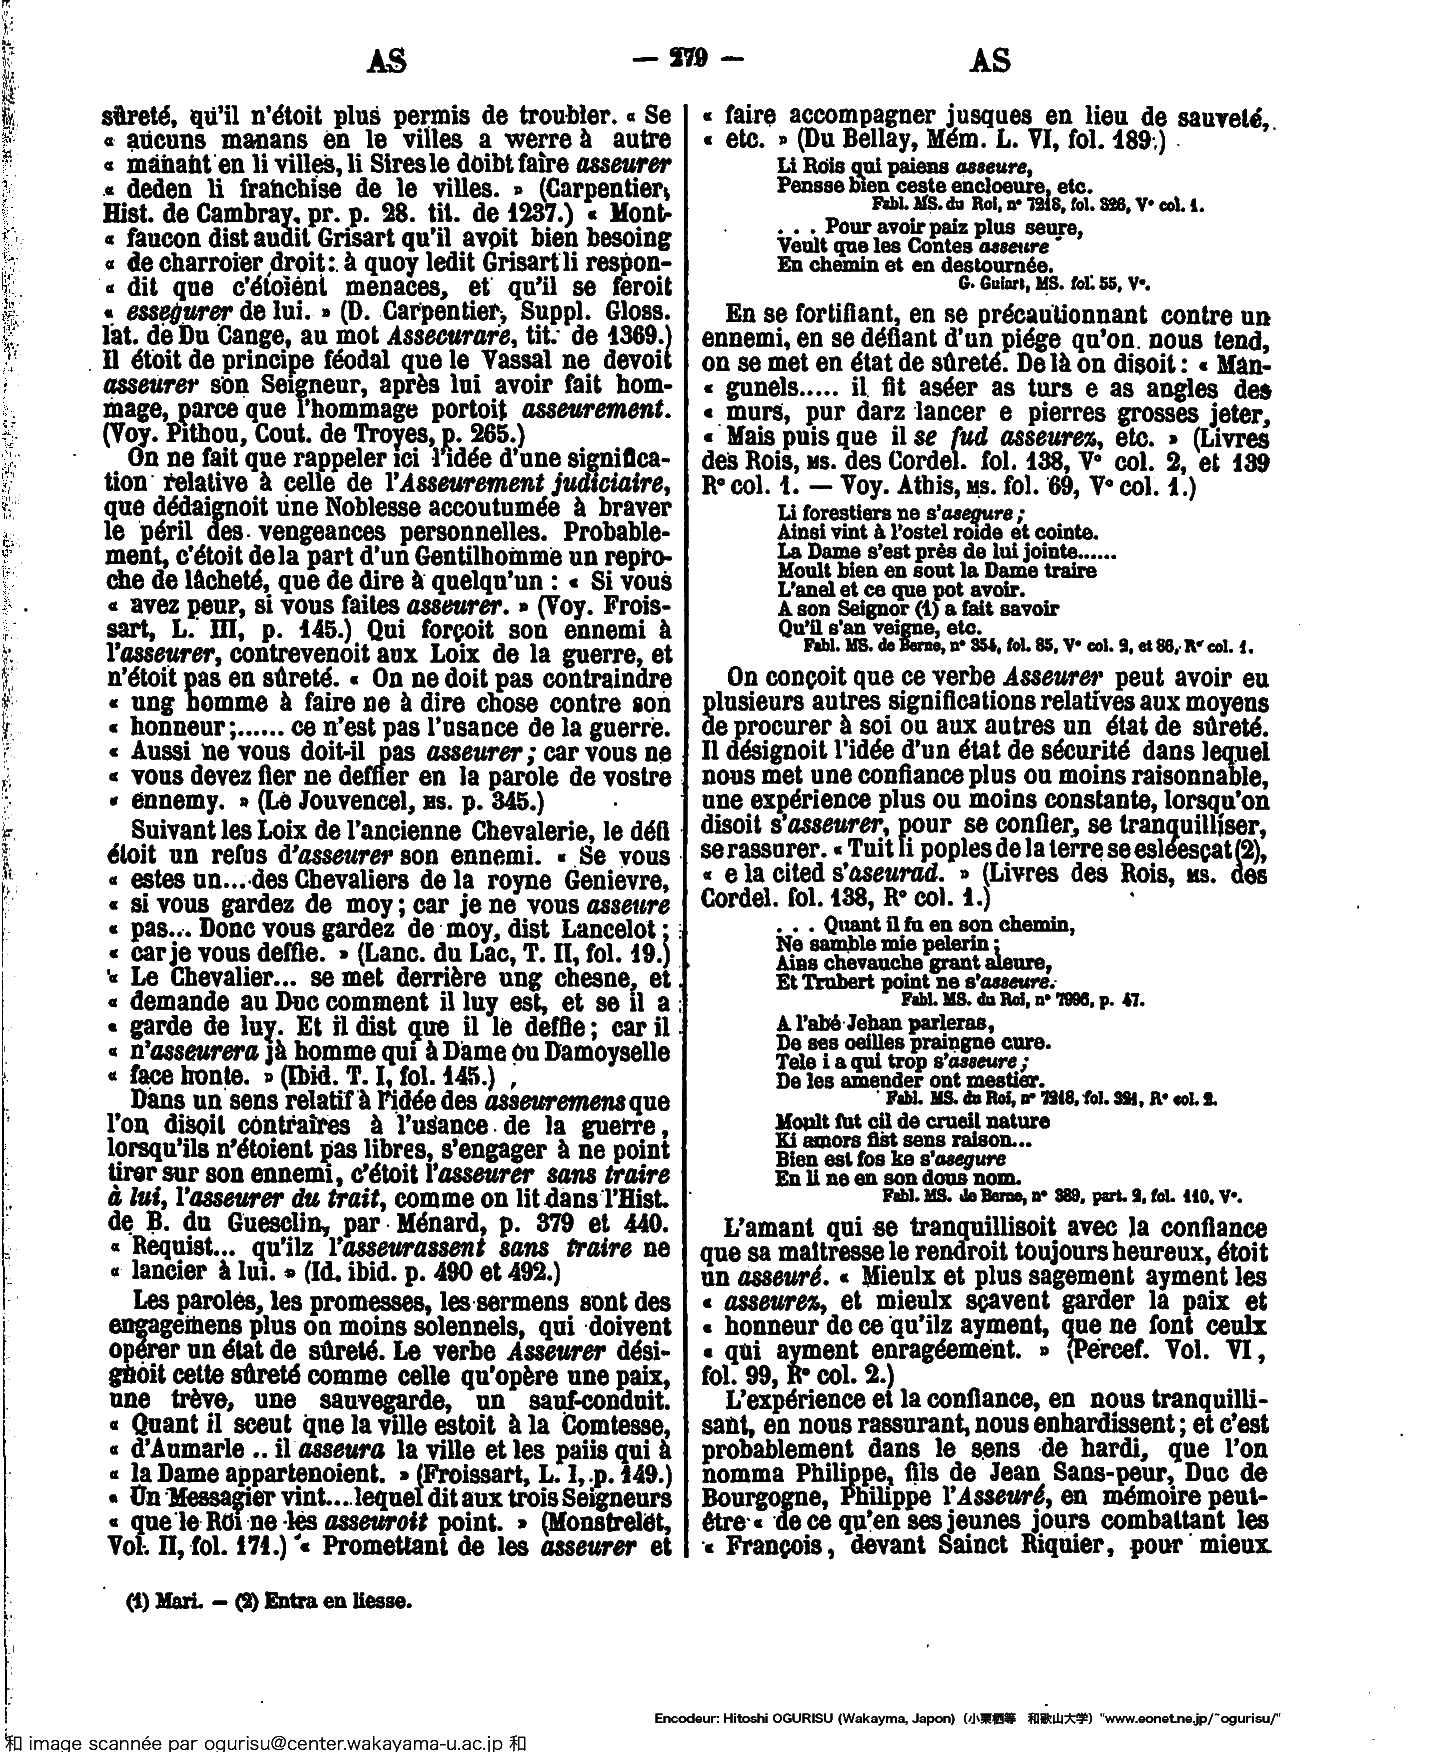 AS
— 279 —
AS
sûreté, qu'il n'étoit plus permis de troubler. « Se
« aucuns manans en le villes a werre à autre
« manant en li villes, li Sires le doibt faire asseurer
« deden li franchise de le villes. » (Carpentier,
Hist. de Cambray, pr. p. 28. tit. de 1237.) « Mont-
« faucon dist audit Grisart qu'il avoit bien besoing
« de charroier droit: à quoy ledit Grisart li respon-
« dit que c'étoient menaces, et qu'il se feroit
« essegurer de lui. » (D. Carpentier, Suppl. Gloss.
lat. de Du Cange, au mot Assecurare, tit. de 1369.)
Il étoit de principe féodal que le Vassal ne devoit
asseurer son Seigneur, après lui avoir fait hom-
mage, parce que l'hommage portoit asseurement.
(Voy. Pithou, Cout. de Troyes, p. 265.)
On ne fait que rappeler ici l'idée d'une significa-
tion relative à celle de l'Asseurement judiciaire,
que dédaignoit une Noblesse accoutumée à braver
le péril des vengeances personnelles. Probable-
ment, c'étoit de la part d'un Gentilhomme un repro-
che de lâcheté, que de dire à quelqu'un : « Si vous
« avez peur, si vous faites asseurer. » (Voy. Frois-
sart, L. III, p. 145.) Qui forçoit son ennemi à
l'asseurer, contrevenoit aux Loix de la guerre, et
n'étoit pas en sûreté. « On ne doit pas contraindre
« ung homme à faire ne à dire chose contre son
« honneur ;...... ce n'est pas l'usance de la guerre.
« Aussi ne vous doit-il pas asseurer ; car vous ne
« vous devez fier ne deffier en la parole de vostre
« ennemy. » (Le Jouvencel, MS. p. 345.)
Suivant les Loix de l'ancienne Chevalerie, le défi
étoit un refus d'asseurer son ennemi. « Se vous
« estes un... des Chevaliers de la royne Genievre,
« si vous gardez de moy ; car je ne vous asseure
« pas... Donc vous gardez de moy, dist Lancelot ;
« car je vous deffie. » (Lanc. du Lac, T. II, fol. 19.)
« Le Chevalier... se met derrière ung chesne, et
« demande au Duc comment il luy est, et se il a
« garde de luy. Et il dist que il le deffie ; car il
« n'asseurera jà homme qui à Dame ou Damoyselle
« face honte. » (Ibid. T. I, fol. 145.)
Dans un sens relatif à l'idée des asseuremens que
l'on disoit contraires à l'usance de la guerre,
lorsqu'ils n'étoient pas libres, s'engager à ne point
tirer sur son ennemi, c'étoit l'asseurer sans traire
à lui, l'asseurer du trait, comme on lit dans l'Hist.
de B. du Guesclin, par Ménard, p. 379 et 440.
« Requist... qu'ilz l'asseurassent sans traire ne
« lancier à lui. » (Id. ibid. p. 490 et 492.)
Les paroles, les promesses, les sermens sont des
engagemens plus on moins solennels, qui doivent
opérer un état de sûreté. Le verbe Asseurer dési-
gnoit cette sûreté comme celle qu'opère une paix,
une trève, une sauvegarde, un sauf-conduit.
« Quant il sceut que la ville estoit à la Comtesse,
« d'Aumarle .. il asseura la ville et les paiis qui à
« la Dame appartenoient. » (Froissart, L. I, p. 149.)
« Un Messagier vint... lequel dit aux trois Seigneurs
« que le Roi ne les asseuroit point. » (Monstrelet,
Vol. II, fol. 171.) « Promettant de les asseurer et
« faire accompagner jusques en lieu de sauveté,
« etc. » (Du Bellay, Mém. L. VI, fol. 189.)
Li Rois qui paiens asseure,
Pensse bien ceste encloeure, etc.
Fabl. MS. du Roi, n° 7218, fol. 326, V° col. 1.
. . . Pour avoir paiz plus seure,
Veult que les Contes asseure
En chemin et en destournée.
G. Guiart, MS. fol. 55, V°.
En se fortifiant, en se précautionnant contre un
ennemi, en se défiant d'un piége qu'on nous tend,
on se met en état de sûreté. De là on disoit : « Man-
« gunels..... il fit aséer as turs e as angles des
« murs, pur darz lancer e pierres grosses jeter,
« Mais puis que il se fud asseurez, etc. » (Livres
des Rois, MS. des Cordel. fol. 138, V° col. 2, et 139
R° col. 1. — Voy. Athis, MS. fol. 69, V° col. 1.)
Li forestiers ne s'asegure ;
Ainsi vint à l'ostel roide et cointe.
La Dame s'est près de lui jointe......
Moult bien en sout la Dame traire
L'anel et ce que pot avoir.
A son Seignor (1) a fait savoir
Qu'il s'an veigne, etc.
Fabl. MS. de Berne, n° 354, fol. 85, V° col. 2, et 86, R° col. 1.
On conçoit que ce verbe Asseurer peut avoir eu
plusieurs autres significations relatives aux moyens
de procurer à soi ou aux autres un état de sûreté.
Il désignoit l'idée d'un état de sécurité dans lequel
nous met une confiance plus ou moins raisonnable,
une expérience plus ou moins constante, lorsqu'on
disoit s'asseurer, pour se confier, se tranquilliser,
se rassurer. « Tuit li poples de la terre se esléesçat (2),
« e la cited s'aseurad. » (Livres des Rois, MS. des
Cordel. fol. 138, R° col. 1.)
. . . Quant il fu en son chemin,
Ne samble mie pelerin ;
Ains chevauche grant aleure,
Et Trubert point ne s'asseure.
Fabl. MS. du Roi, n° 7996, p. 47.
A l'abé Jehan parleras,
De ses oeilles praingne cure.
Tele i a qui trop s'asseure ;
De les amender ont mestier.
Fabl. MS. du Roi, n° 7218, fol. 321, R° col. 2.
Moult fut cil de crueil nature
Ki amors fist sens raison...
Bien est fos ke s'asegure
En li ne en son dous nom.
Fabl. MS. de Berne, n° 389, part. 2, fol. 110, V°.
L'amant qui se tranquillisoit avec la confiance
que sa maîtresse le rendroit toujours heureux, étoit
un asseuré. « Mieulx et plus sagement ayment les
« asseurez, et mieulx sçavent garder la paix et
« honneur de ce qu'ilz ayment, que ne font ceulx
« qui ayment enragéement. » (Percef. Vol. VI,
fol. 99, R° col. 2.)
L'expérience et la confiance, en nous tranquilli-
sant, en nous rassurant, nous enhardissent ; et c'est
probablement dans le sens de hardi, que l'on
nomma Philippe, fils de Jean Sans-peur, Duc de
Bourgogne, Philippe l'Asseuré, en mémoire peut-
être « de ce qu'en ses jeunes jours combattant les
« François, devant Sainct Riquier, pour mieux
(1) Mari. — (2) Entra en liesse.
Encodeur: Hitoshi OGURISU (Wakayma, Japon) (小栗栖等 和歌山大学) "www.eonet.ne.jp/~ogurisu/"
和 image scannée par ogurisu@center.wakayama-u.ac.jp 和